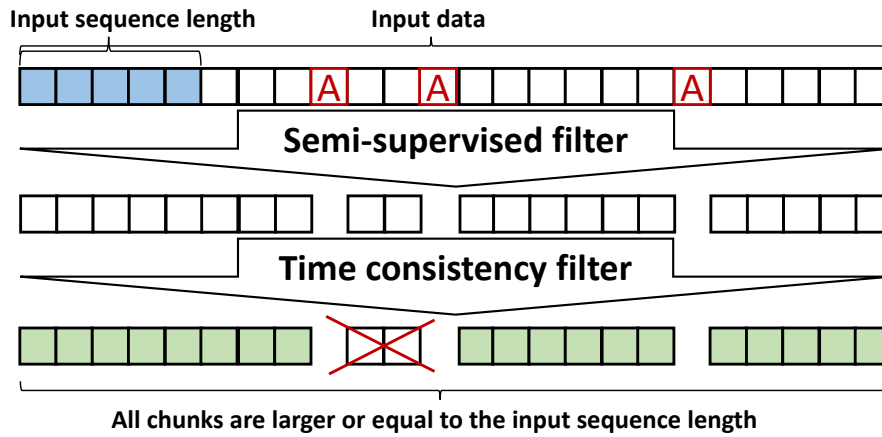 Input sequence length
Input data
A A A
Semi-supervised filter
Time consistency filter
All chunks are larger or equal to the input sequence length